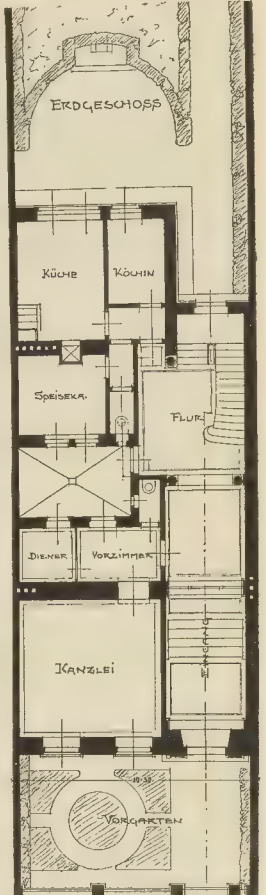 ERDGESCHOSS
KÜCHE
KÖCHIN
SPEISEKA.
FLUR
DIENER
VORZIMMER
EINGANG
KANZLEI
VORGARTEN